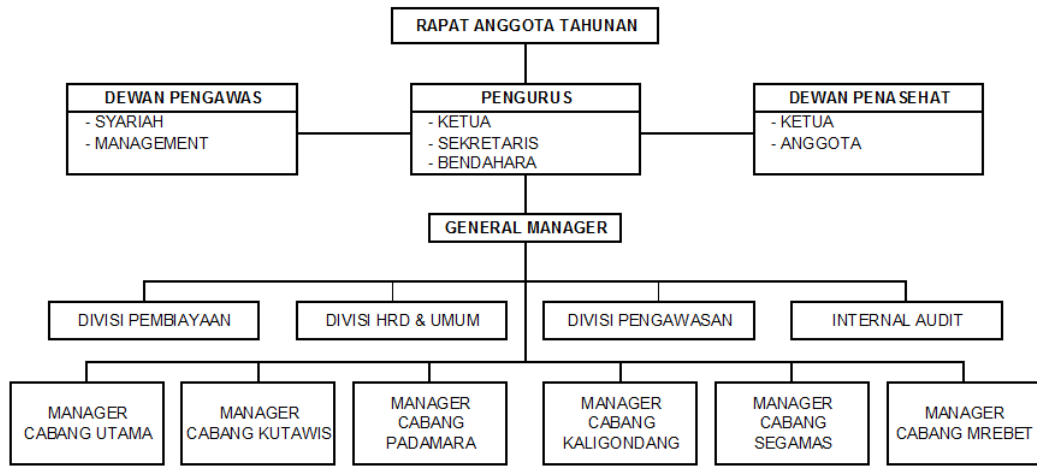 RAPAT ANGGOTA TAHUNAN
DEWAN PENGAWAS
- SYARIAH
- MANAGEMENT
PENGURUS
- KETUA
- SEKRETARIS
- BENDAHARA
DEWAN PENASEHAT
- KETUA
- ANGGOTA
GENERAL MANAGER
DIVISI PEMBIAYAAN
DIVISI HRD & UMUM
DIVISI PENGAWASAN
INTERNAL AUDIT
MANAGER
CABANG UTAMA
MANAGER
CABANG KUTAWIS
MANAGER
CABANG
PADAMARA
MANAGER
CABANG
KALIGONDANG
MANAGER
CABANG
SEGAMAS
MANAGER
CABANG MREBET